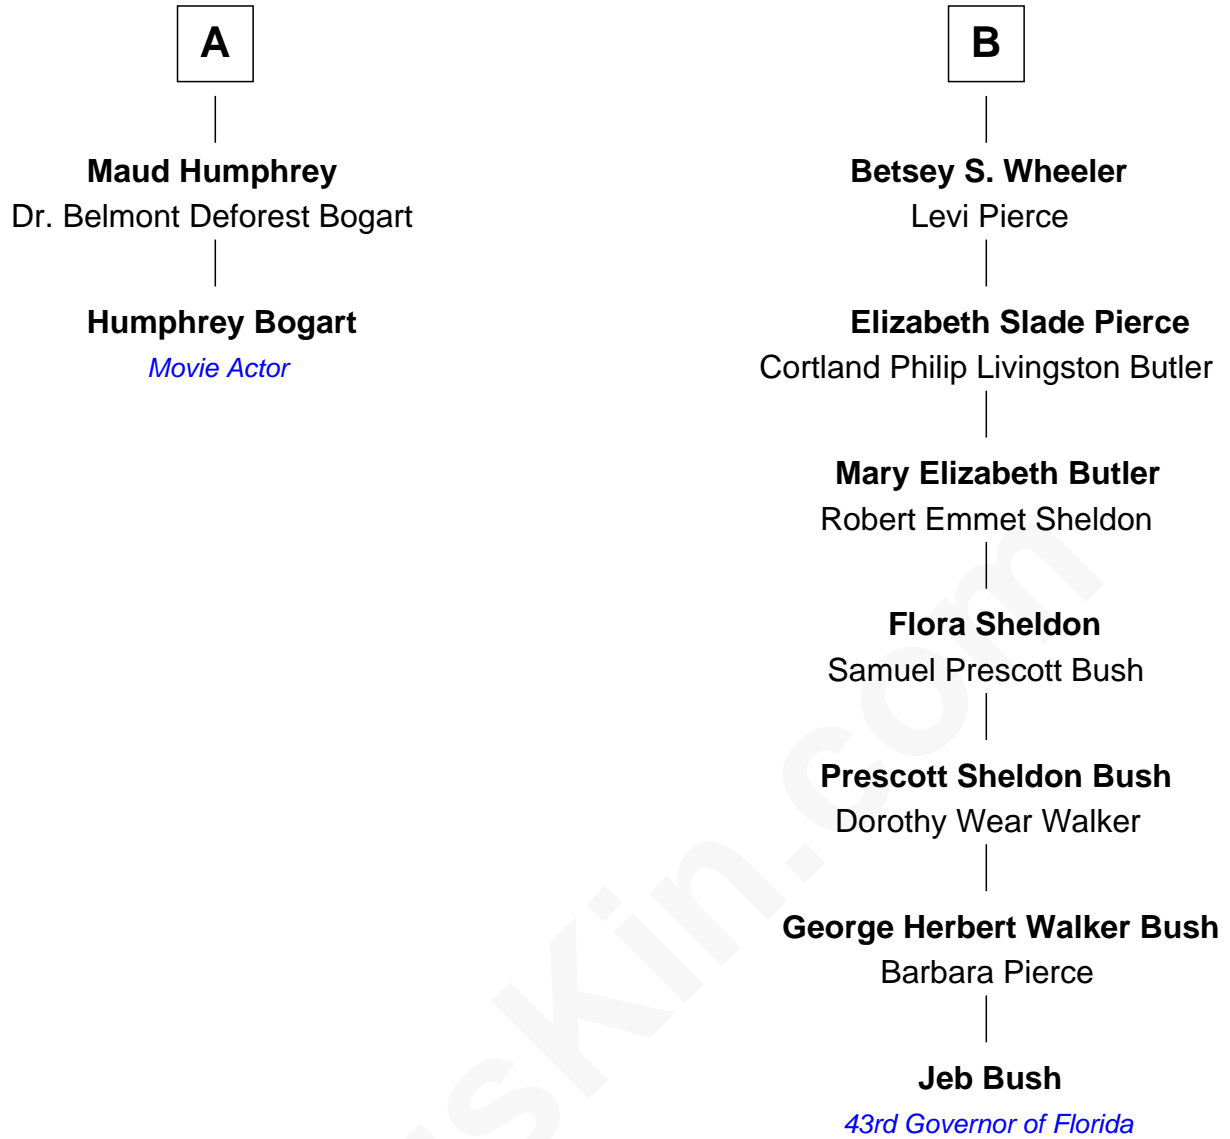 A
Maud Humphrey
Dr. Belmont Deforest Bogart
Humphrey Bogart
Movie Actor
B
Betsey S. Wheeler
Levi Pierce
Elizabeth Slade Pierce
Cortland Philip Livingston Butler
Mary Elizabeth Butler
Robert Emmet Sheldon
Flora Sheldon
Samuel Prescott Bush
Prescott Sheldon Bush
Dorothy Wear Walker
George Herbert Walker Bush
Barbara Pierce
Jeb Bush
43rd Governor of Florida
usKin.com